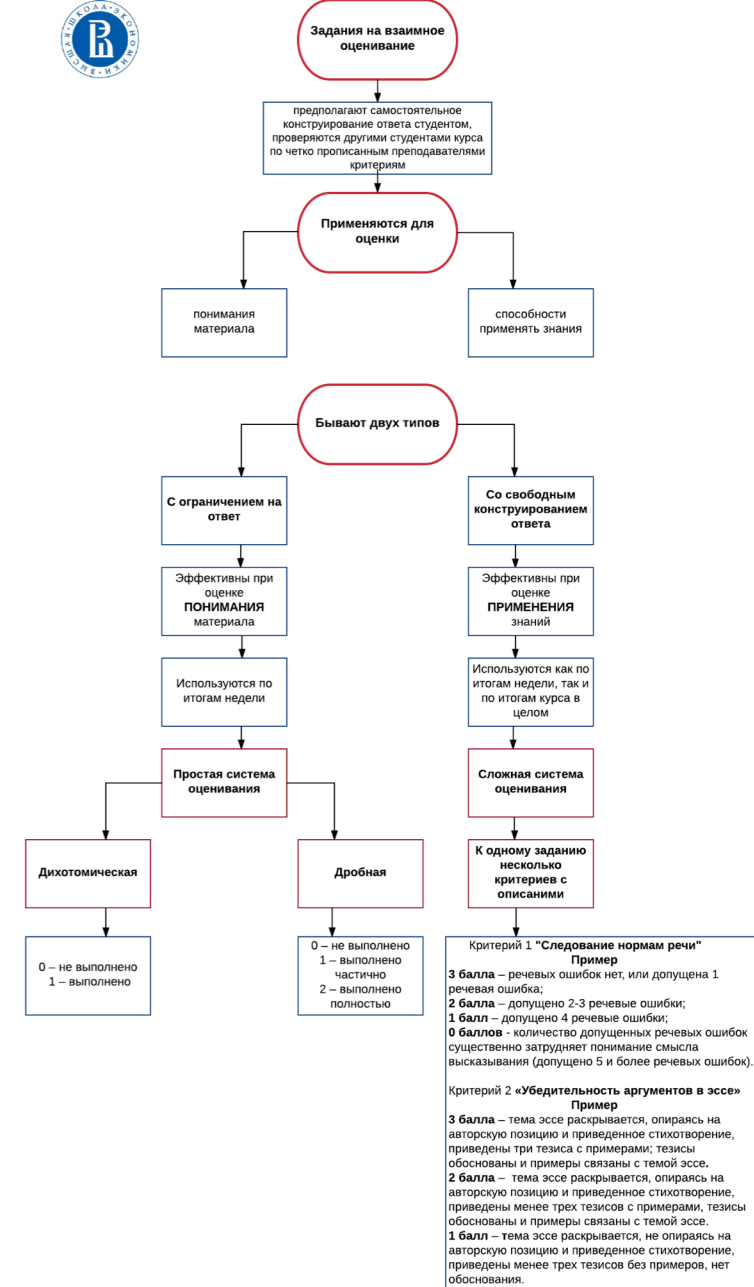 ВЫСШАЯ · ШКОЛА · ЭКОНОМИКИ
Задания на взаимное
оценивание
предполагают самостоятельное
конструирование ответа студентом,
проверяются другими студентами курса
по четко прописанным преподавателями
критериям
Применяются для
оценки
понимания
материала
способности
применять знания
Бывают двух типов
С ограничением на
ответ
Со свободным
конструированием
ответа
Эффективны при
оценке
ПОНИМАНИЯ
материала
Эффективны при
оценке
ПРИМЕНЕНИЯ
знаний
Используются по
итогам недели
Используются как по
итогам недели, так и
по итогам курса в
целом
Простая система
оценивания
Сложная система
оценивания
Дихотомическая
Дробная
К одному заданию
несколько
критериев с
описаними
0 – не выполнено
1 – выполнено
0 – не выполнено
1 – выполнено
частично
2 – выполнено
полностью
Критерий 1 "Следование нормам речи"
Пример
3 балла – речевых ошибок нет, или допущена 1
речевая ошибка;
2 балла – допущено 2-3 речевые ошибки;
1 балл – допущено 4 речевые ошибки;
0 баллов - количество допущенных речевых ошибок
существенно затрудняет понимание смысла
высказывания (допущено 5 и более речевых ошибок).
Критерий 2 «Убедительность аргументов в эссе»
Пример
3 балла – тема эссе раскрывается, опираясь на
авторскую позицию и приведенное стихотворение,
приведены три тезиса с примерами; тезисы
обоснованы и примеры связаны с темой эссе.
2 балла – тема эссе раскрывается, опираясь на
авторскую позицию и приведенное стихотворение,
приведены менее трех тезисов с примерами, тезисы
обоснованы и примеры связаны с темой эссе.
1 балл – тема эссе раскрывается, не опираясь на
авторскую позицию и приведенное стихотворение,
приведены менее трех тезисов без примеров, нет
обоснования.